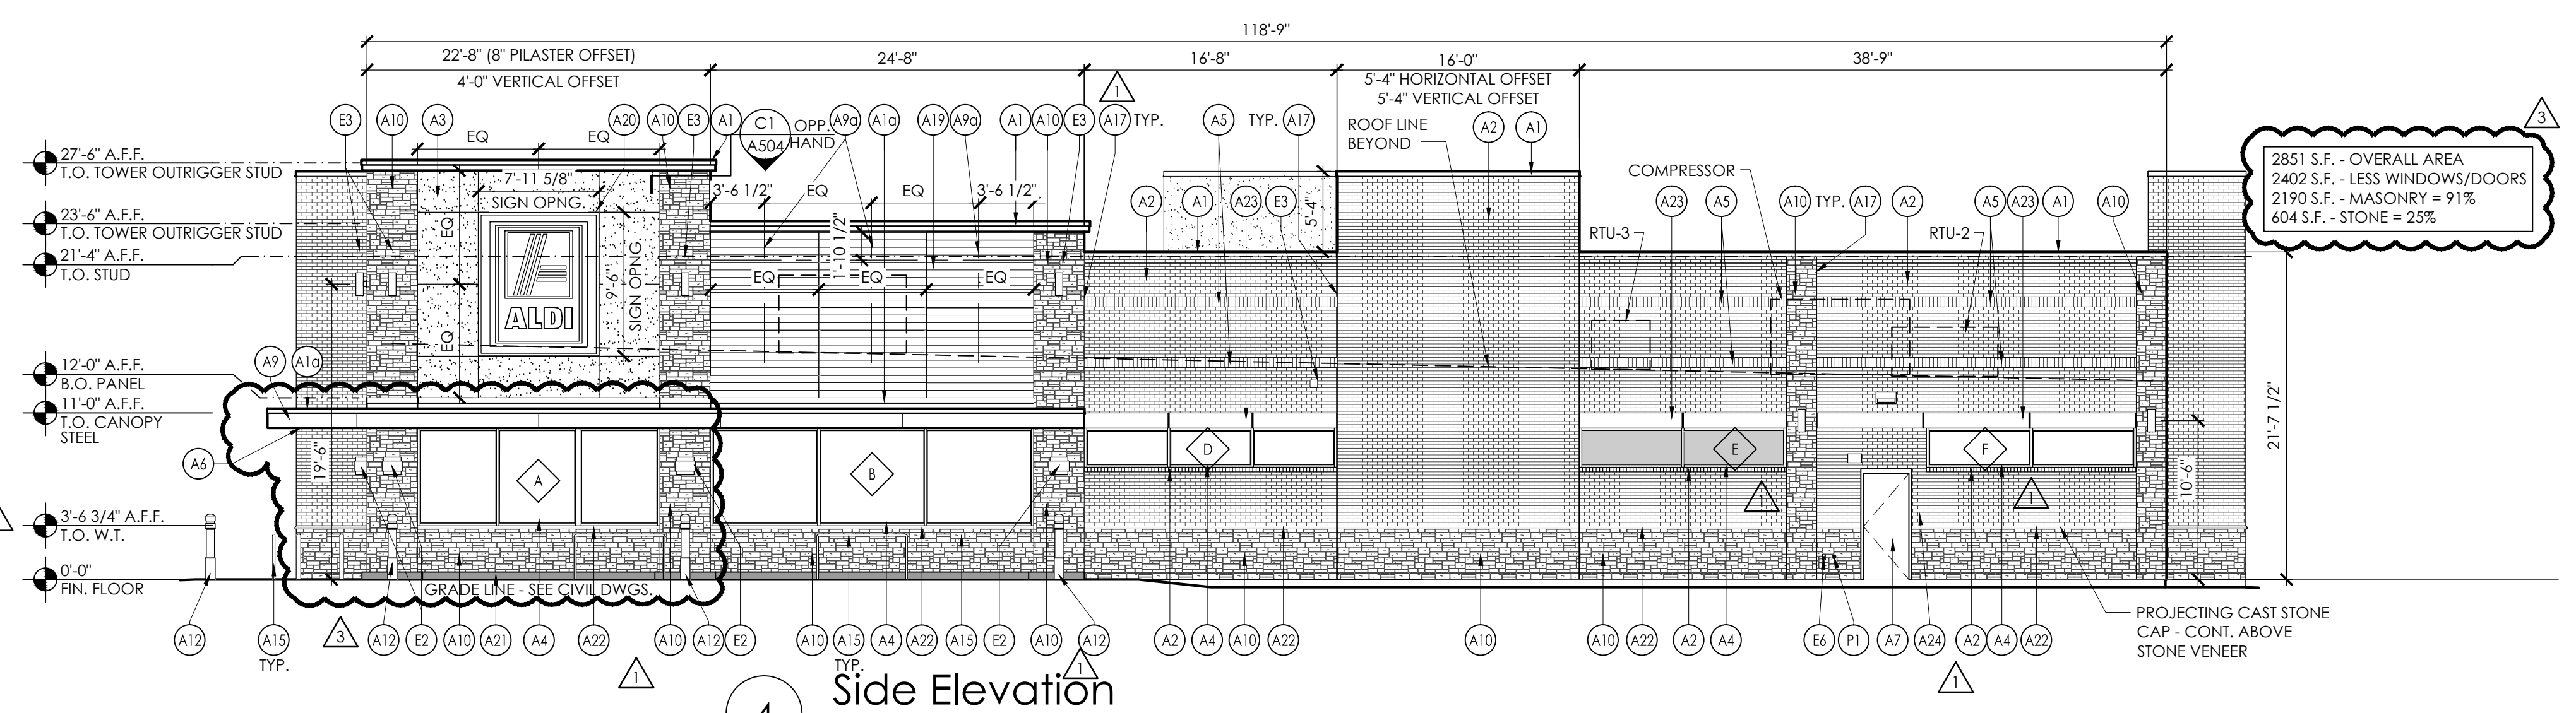 118'-9"
22'-8" (8" PILASTER OFFSET)
4'-0" VERTICAL OFFSET
24'-8"
16'-8"
16'-0"
5'-4" HORIZONTAL OFFSET
5'-4" VERTICAL OFFSET
38'-9"
1
3
E3 A10 A3 EQ EQ A20 A10 E3 A1
C1
A504
OPP.
HAND
A9a A1a A19 A9a A1 A10 E3 A17 TYP. A5 TYP. A17
ROOF LINE
BEYOND
A2 A1
COMPRESSOR
2851 S.F. - OVERALL AREA
2402 S.F. - LESS WINDOWS/DOORS
2190 S.F. - MASONRY = 91%
604 S.F. - STONE = 25%
27'-6" A.F.F.
T.O. TOWER OUTRIGGER STUD
23'-6" A.F.F.
T.O. TOWER OUTRIGGER STUD
21'-4" A.F.F.
T.O. STUD
12'-0" A.F.F.
B.O. PANEL
11'-0" A.F.F.
T.O. CANOPY
STEEL
3'-6 3/4" A.F.F.
T.O. W.T.
0'-0"
FIN. FLOOR
7'-11 5/8"
SIGN OPNG.
3'-6 1/2" EQ EQ 3'-6 1/2"
A2 A1 A23 E3
5'-4"
A23 A5 A10 TYP. A17 A2 A5 A23 A1 A10
RTU-3
RTU-2
EQ
EQ
9'-6"
SIGN OPNG.
EQ EQ EQ
ALDI
A9 A1a
A6
19'-6"
A
B
D
E
F
1
1
10'-6"
21'-7 1/2"
GRADE LINE - SEE CIVIL DWGS.
PROJECTING CAST STONE
CAP - CONT. ABOVE
STONE VENEER
A12 A15 A12 E2 A10 A21 A4 A22 A10 A12 E2 A10 A15 A4 A22 A15 E2 A10 A12 A2 A4 A10 A22 A10 A10 A22 A2 A4 E6 P1 A7 A24 A2 A4 A22
TYP.
3
1
TYP.
1
1
4
Side Elevation